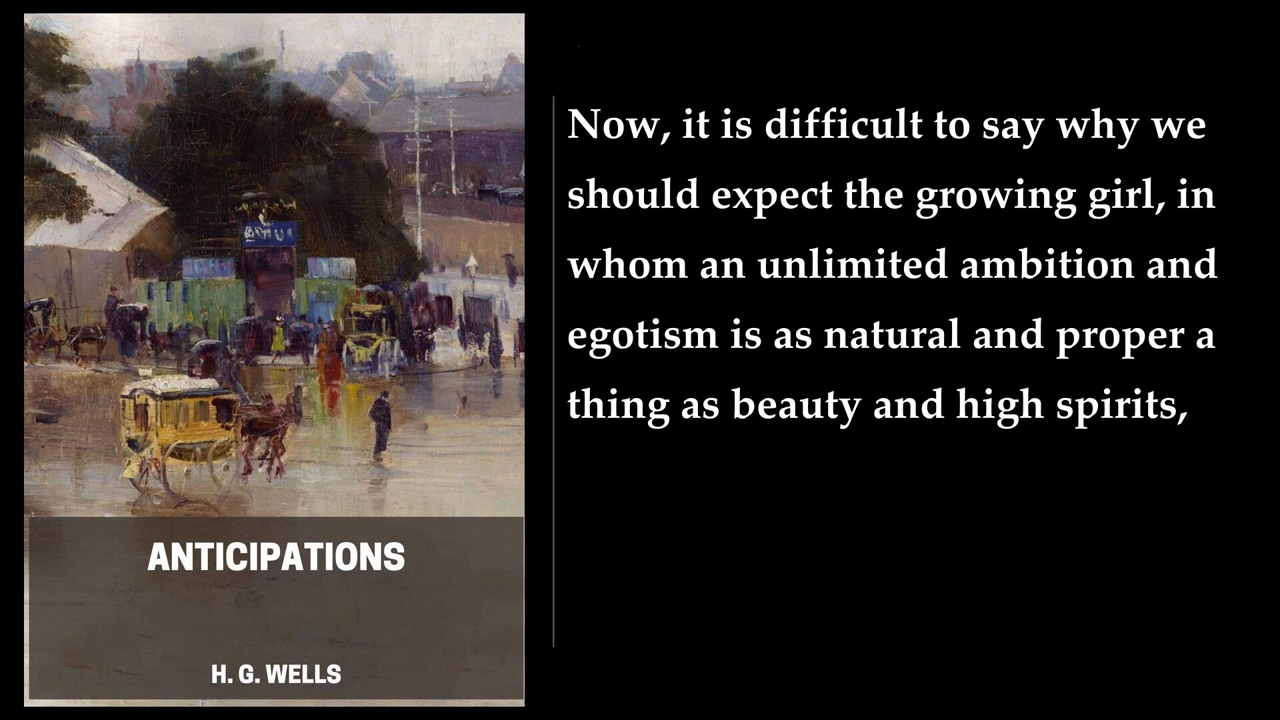 ANTICIPATIONS
H. G. WELLS
Now, it is difficult to say why we
should expect the growing girl, in
whom an unlimited ambition and
egotism is as natural and proper a
thing as beauty and high spirits,